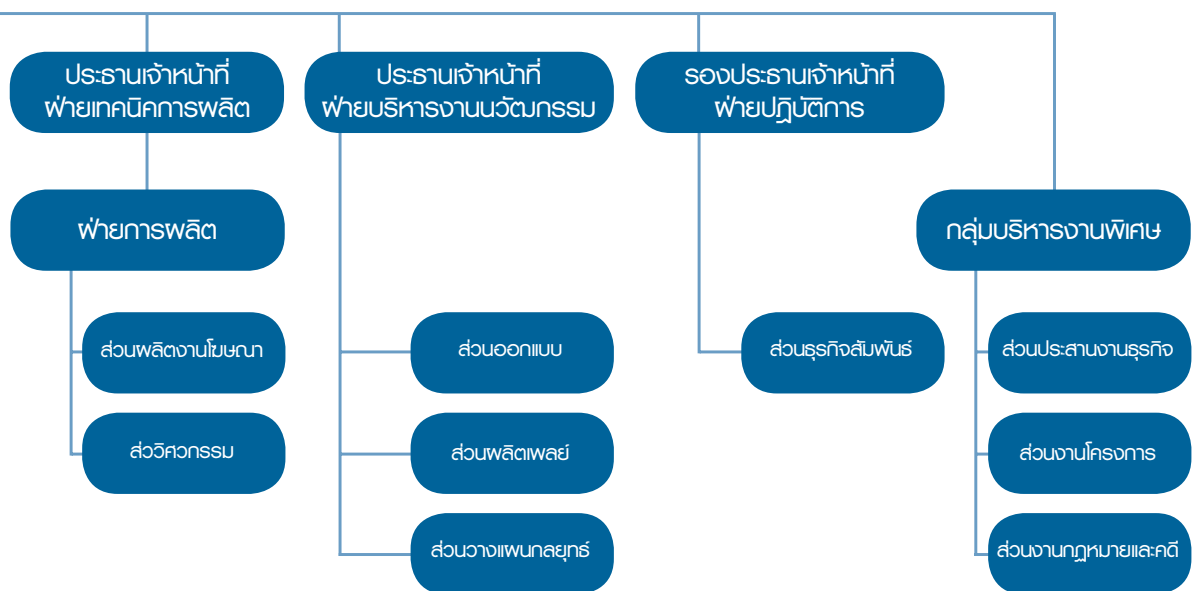 ประธานเจ้าหน้าที่
ฝ่ายเทคนิคการผลิต
ประธานเจ้าหน้าที่
ฝ่ายบริหารงานนวัฒกรรม
รองประธานเจ้าหน้าที่
ฝ่ายปฎิบัติการ
ฝ่ายการผลิต
กลุ่มบริหารงานพิเศษ
ส่วนผลิตงานโฆษณา
ส่วนออกแบบ
ส่วนธุรกิจสัมพันธ์
ส่วนประสานงานธุรกิจ
ส่ววิศวกรรม
ส่วนผลิตเพลย์
ส่วนงานโครงการ
ส่วนวางแผนกลยุทธ์
ส่วนงานกฎหมายและคดี